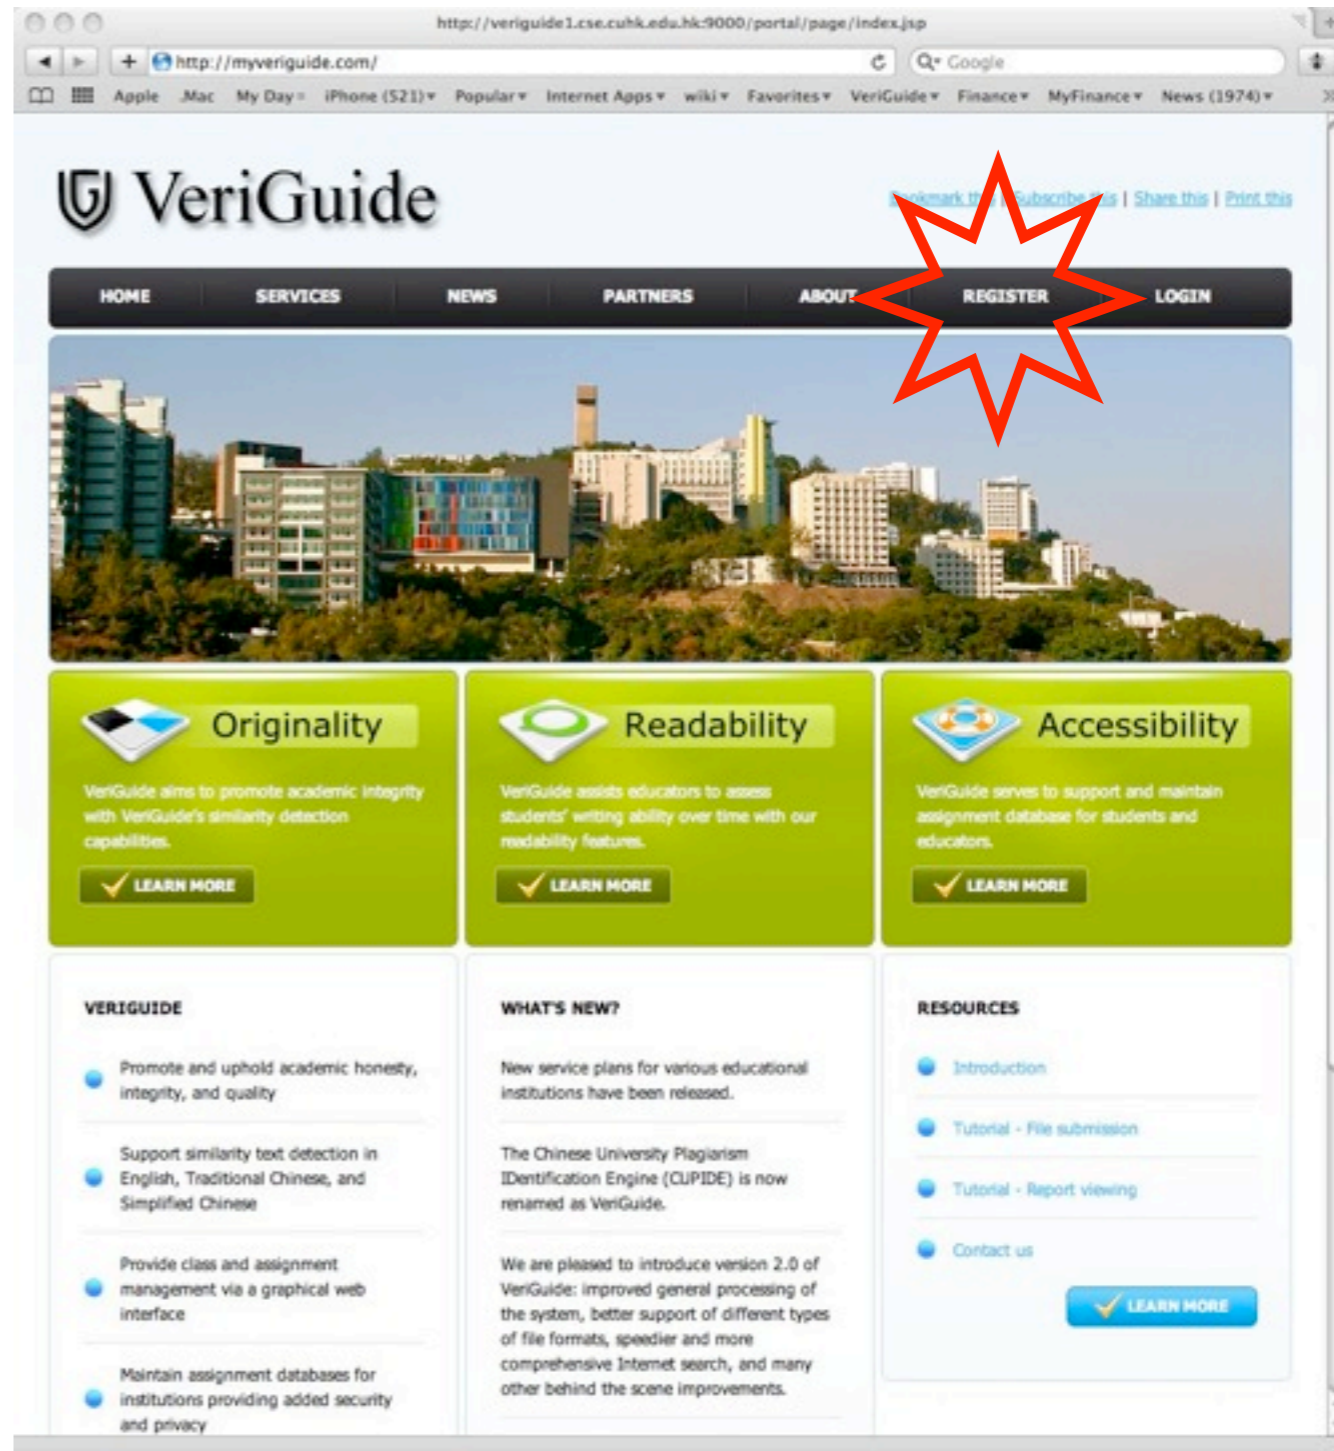 http://veriguide1.cse.cuhk.edu.hk:9000/portal/page/index.jsp
http://myveriguide.com/
Google
Apple .Mac My Day iPhone (521) Popular Internet Apps wiki Favorites VeriGuide Finance MyFinance News (1974)
VeriGuide
Bookmark this | Subscribe this | Share this | Print this
HOME SERVICES NEWS PARTNERS ABOUT REGISTER LOGIN
Originality
VeriGuide aims to promote academic integrity
with VeriGuide's similarity detection
capabilities.
LEARN MORE
Readability
VeriGuide assists educators to assess
students' writing ability over time with our
readability features.
LEARN MORE
Accessibility
VeriGuide serves to support and maintain
assignment database for students and
educators.
LEARN MORE
VERIGUIDE
Promote and uphold academic honesty,
integrity, and quality
Support similarity text detection in
English, Traditional Chinese, and
Simplified Chinese
Provide class and assignment
management via a graphical web
interface
Maintain assignment databases for
institutions providing added security
and privacy
WHAT'S NEW?
New service plans for various educational
institutions have been released.
The Chinese University Plagiarism
IDentification Engine (CUPIDE) is now
renamed as VeriGuide.
We are pleased to introduce version 2.0 of
VeriGuide: improved general processing of
the system, better support of different types
of file formats, speedier and more
comprehensive Internet search, and many
other behind the scene improvements.
RESOURCES
Introduction
Tutorial - File submission
Tutorial - Report viewing
Contact us
LEARN MORE